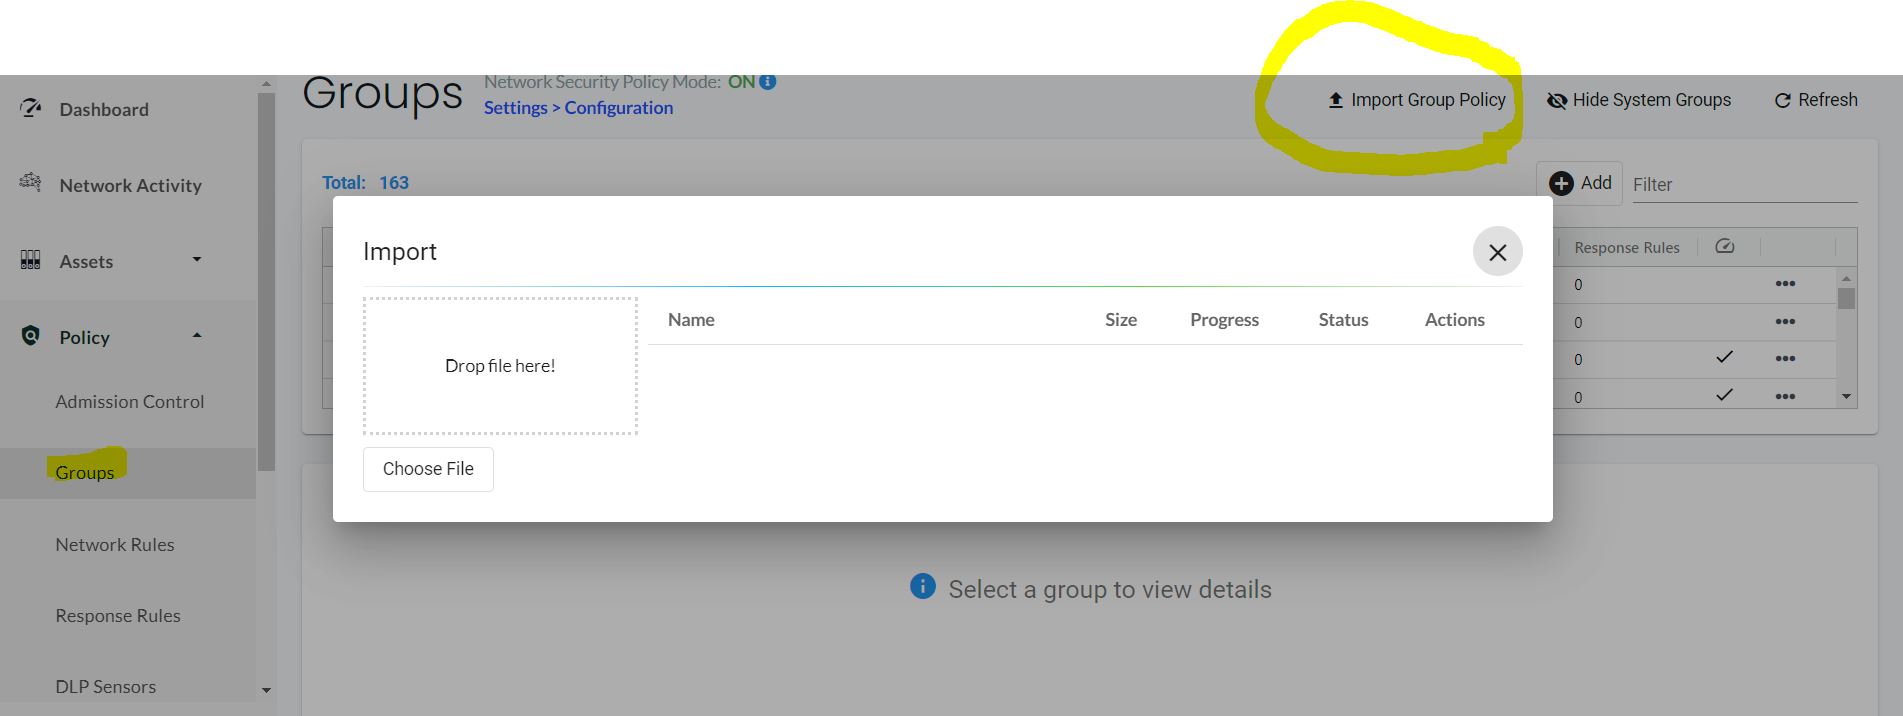 Groups
Network Security Policy Mode: ON
Settings > Configuration
Import Group Policy
Hide System Groups
Refresh
Dashboard
Network Activity
Assets
Policy
Admission Control
Groups
Network Rules
Response Rules
DLP Sensors
Total: 163
Add
Filter
Response Rules
0
0
0
0
Import
Drop file here!
Choose File
Name Size Progress Status Actions
Select a group to view details